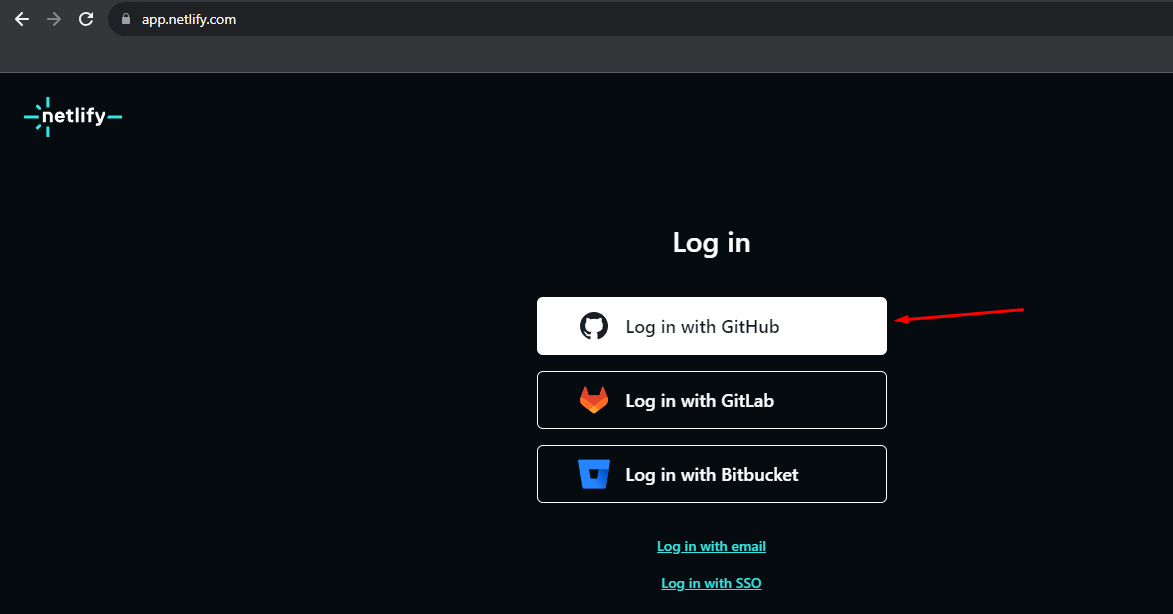 app.netlify.com
netlify
Log in
Log in with GitHub
Log in with GitLab
Log in with Bitbucket
Log in with email
Log in with SSO